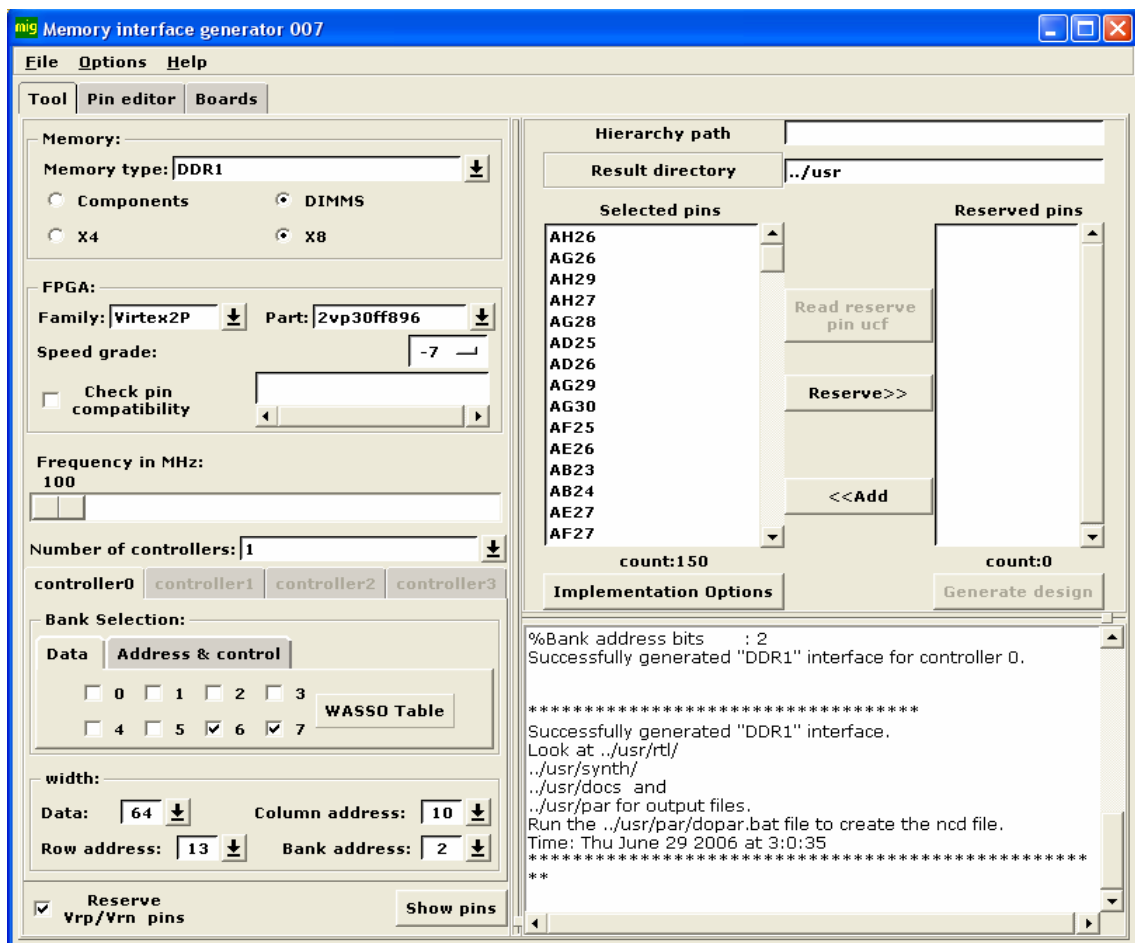 mig Memory interface generator 007
File Options Help
Tool Pin editor Boards
Memory:
Memory type: DDR1
Components DIMMS
X4 X8
FPGA:
Family: Virtex2P Part: 2vp30ff896
Speed grade: -7
Check pin
compatibility
Frequency in MHz:
100
Number of controllers: 1
controller0 controller1 controller2 controller3
Bank Selection:
Data Address & control
0 1 2 3
WASSO Table
4 5 6 7
width:
Data: 64 Column address: 10
Row address: 13 Bank address: 2
Reserve
Vrp/Vrn pins
Show pins
Hierarchy path
Result directory ../usr
Selected pins Reserved pins
AH26
AG26
AH29
AH27
AG28
AD25
AD26
AG29
AG30
AF25
AE26
AB23
AB24
AE27
AF27
Read reserve
pin ucf
Reserve>>
<<Add
count:150 count:0
Implementation Options Generate design
%Bank address bits : 2
Successfully generated "DDR1" interface for controller 0.
***********************************
Successfully generated "DDR1" interface.
Look at ../usr/rtl/
../usr/synth/
../usr/docs and
../usr/par for output files.
Run the ../usr/par/dopar.bat file to create the ncd file.
Time: Thu June 29 2006 at 3:0:35
*****************************************************
**